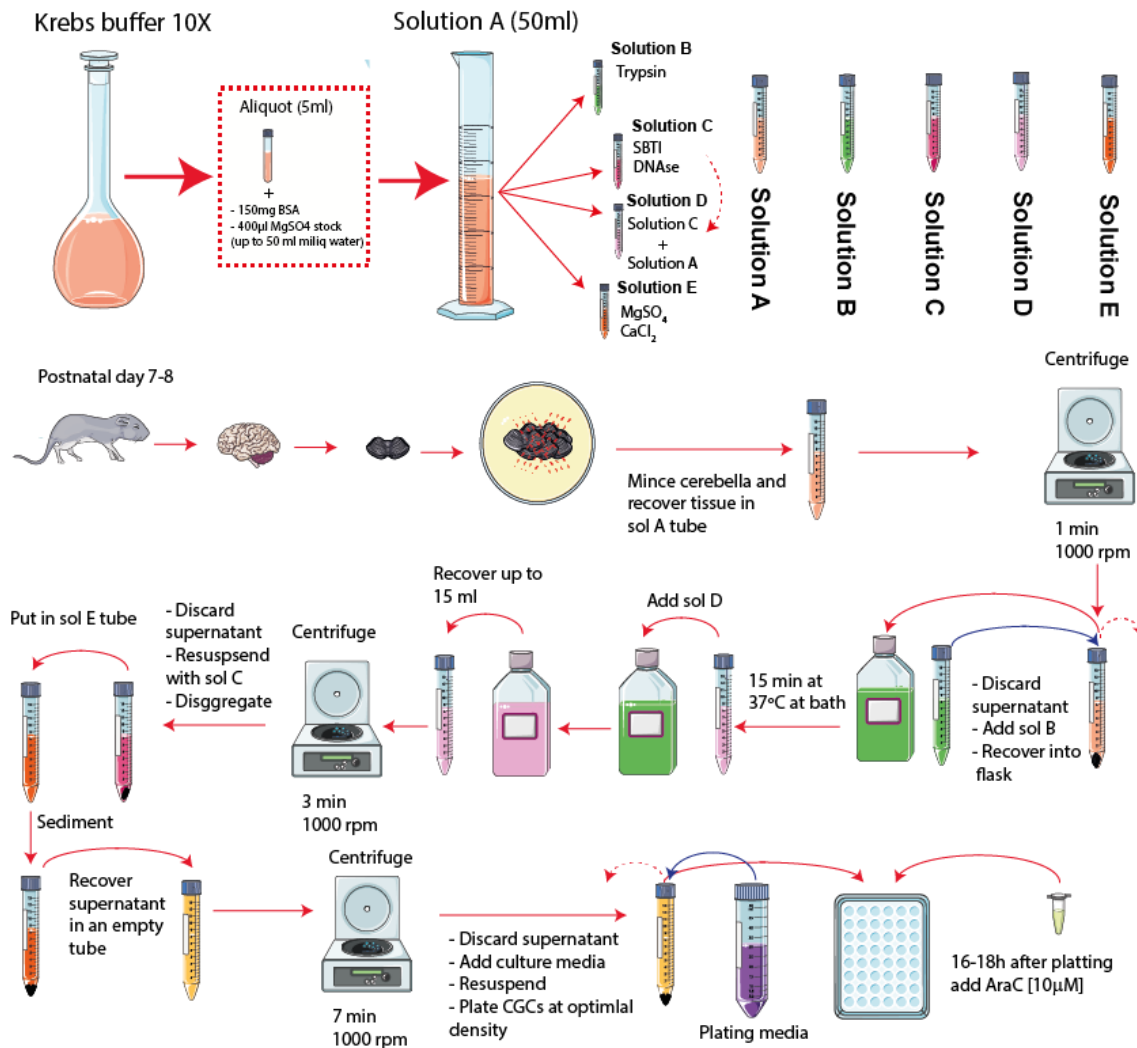 Krebs buffer 10X
Solution A (50ml)
Aliquot (5ml)
+
- 150mg BSA
- 400µl MgSO4 stock
(up to 50 ml miliq water)
Solution B
Trypsin
Solution C
SBTI
DNAse
Solution D
Solution C
+
Solution A
Solution E
MgSO₄
CaCl₂
Solution A
Solution B
Solution C
Solution D
Solution E
Postnatal day 7-8
Mince cerebella and
recover tissue in
sol A tube
Centrifuge
1 min
1000 rpm
- Discard
supernatant
- Add sol B
- Recover into
flask
15 min at
37ºC at bath
Add sol D
Recover up to
15 ml
Centrifuge
3 min
1000 rpm
- Discard
supernatant
- Resuspsend
with sol C
- Disggregate
Put in sol E tube
Sediment
Recover
supernatant
in an empty
tube
Centrifuge
7 min
1000 rpm
- Discard supernatant
- Add culture media
- Resuspend
- Plate CGCs at optimlal
density
Plating media
16-18h after platting
add AraC [10µM]